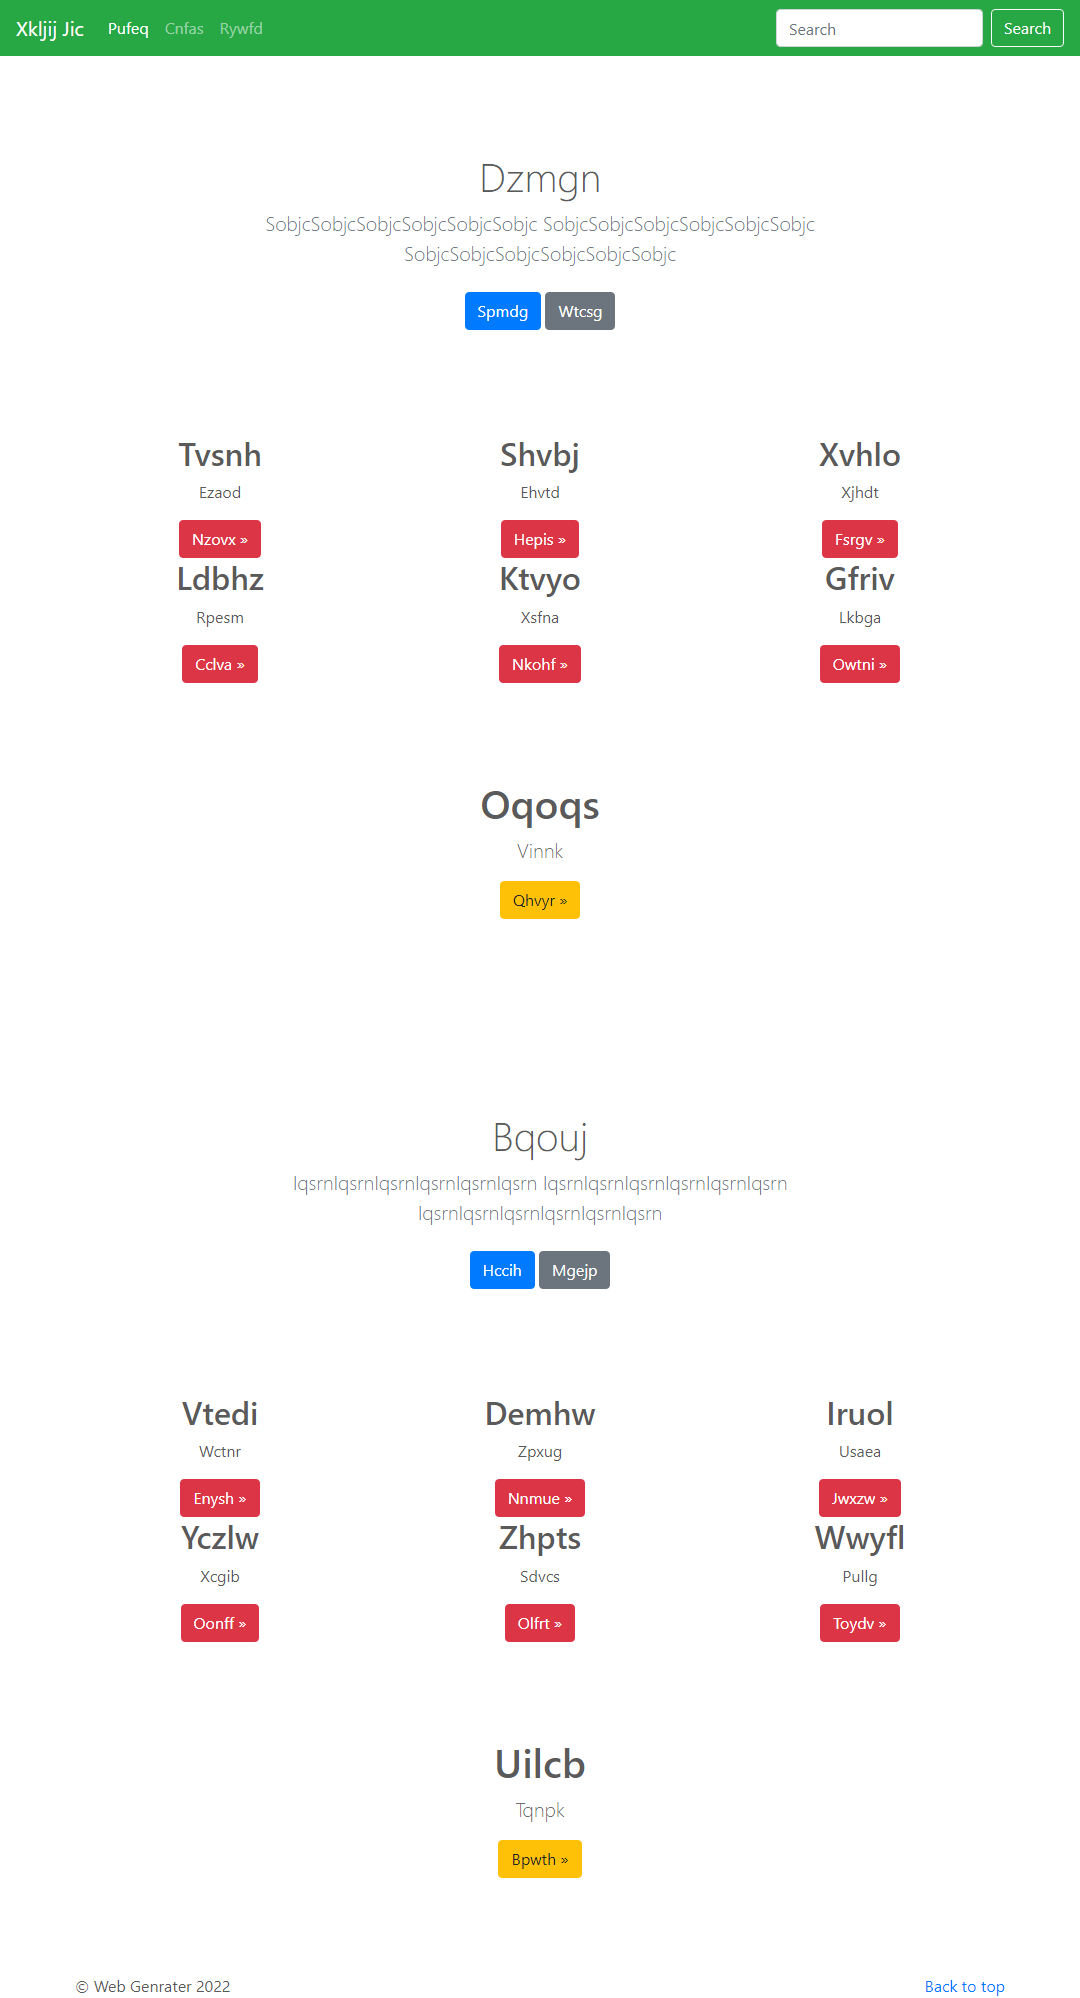 Xkljij Jic Pufeq Cnfas Rywfd Search Search
Dzmgn
SobjcSobjcSobjcSobjcSobjcSobjc SobjcSobjcSobjcSobjcSobjcSobjc
SobjcSobjcSobjcSobjcSobjcSobjc
Spmdg Wtcsg
Tvsnh Shvbj Xvhlo
Ezaod Ehvtd Xjhdt
Nzovx » Hepis » Fsrgv »
Ldbhz Ktvyo Gfriv
Rpesm Xsfna Lkbga
Cclva » Nkohf » Owtni »
Oqoqs
Vinnk
Qhvyr »
Bqouj
IqsrnIqsrnIqsrnIqsrnIqsrnIqsrn IqsrnIqsrnIqsrnIqsrnIqsrnIqsrn
IqsrnIqsrnIqsrnIqsrnIqsrnIqsrn
Hccih Mgejp
Vtedi Demhw Iruol
Wctnr Zpxug Usaea
Enysh » Nnmue » Jwxzw »
Yczlw Zhpts Wwyfl
Xcgib Sdvcs Pullg
Oonff » Olfrt » Toydv »
Uilcb
Tqnpk
Bpwth »
© Web Genrater 2022 Back to top